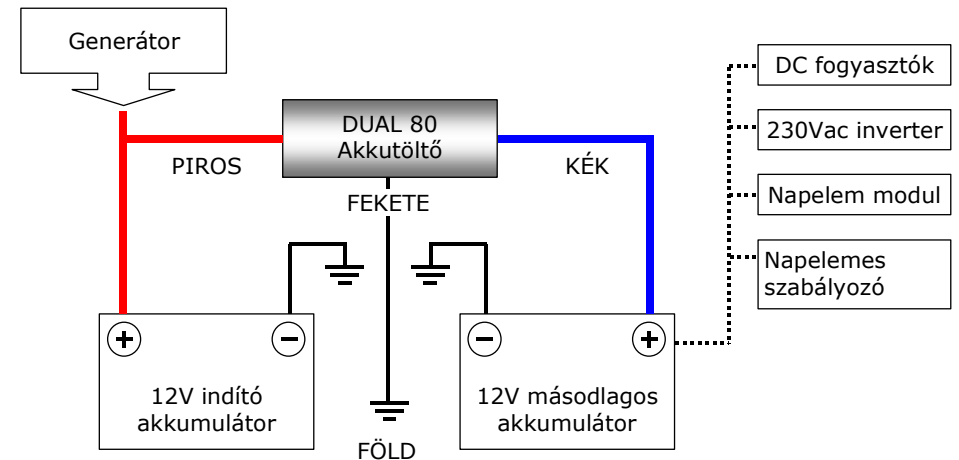 Generátor
DUAL 80
Akkutöltő
PIROS
KÉK
FEKETE
DC fogyasztók
230Vac inverter
Napelem modul
Napelemes
szabályozó
+
−
12V indító
akkumulátor
−
+
12V másodlagos
akkumulátor
FÖLD